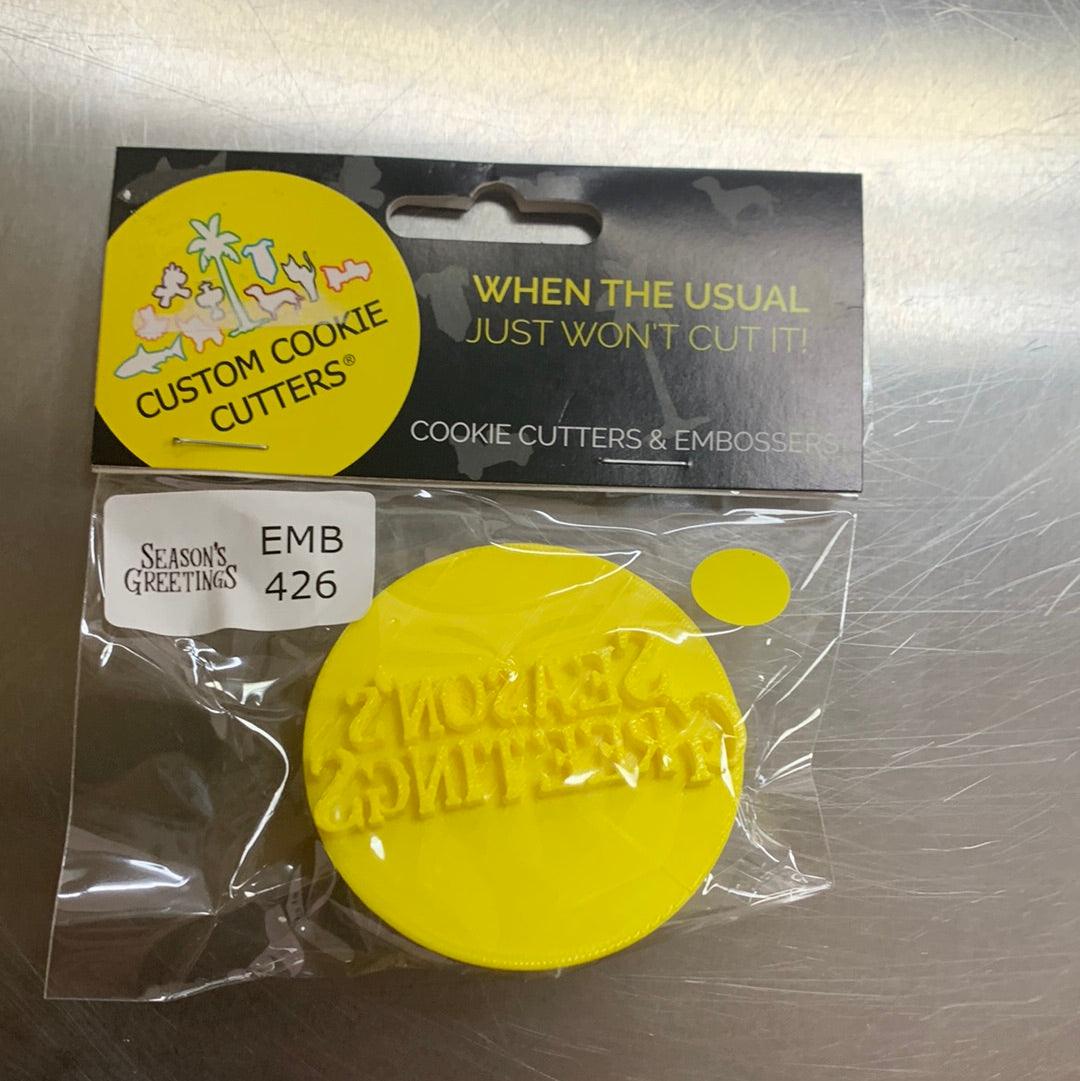 WHEN THE USUAL
JUST WON'T CUT IT!
CUSTOM COOKIE
CUTTERS®
COOKIE CUTTERS & EMBOSSERS
SEASON'S
GREETINGS
EMB
426
SEASON'S
GREETINGS